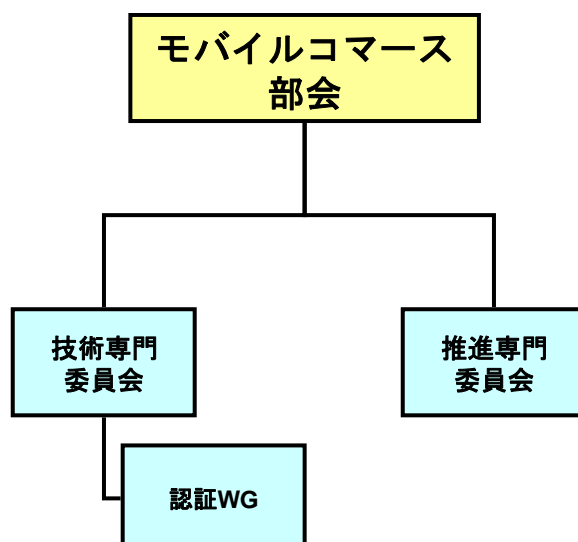 モバイルコマース
部会
技術専門
委員会
推進専門
委員会
認証WG